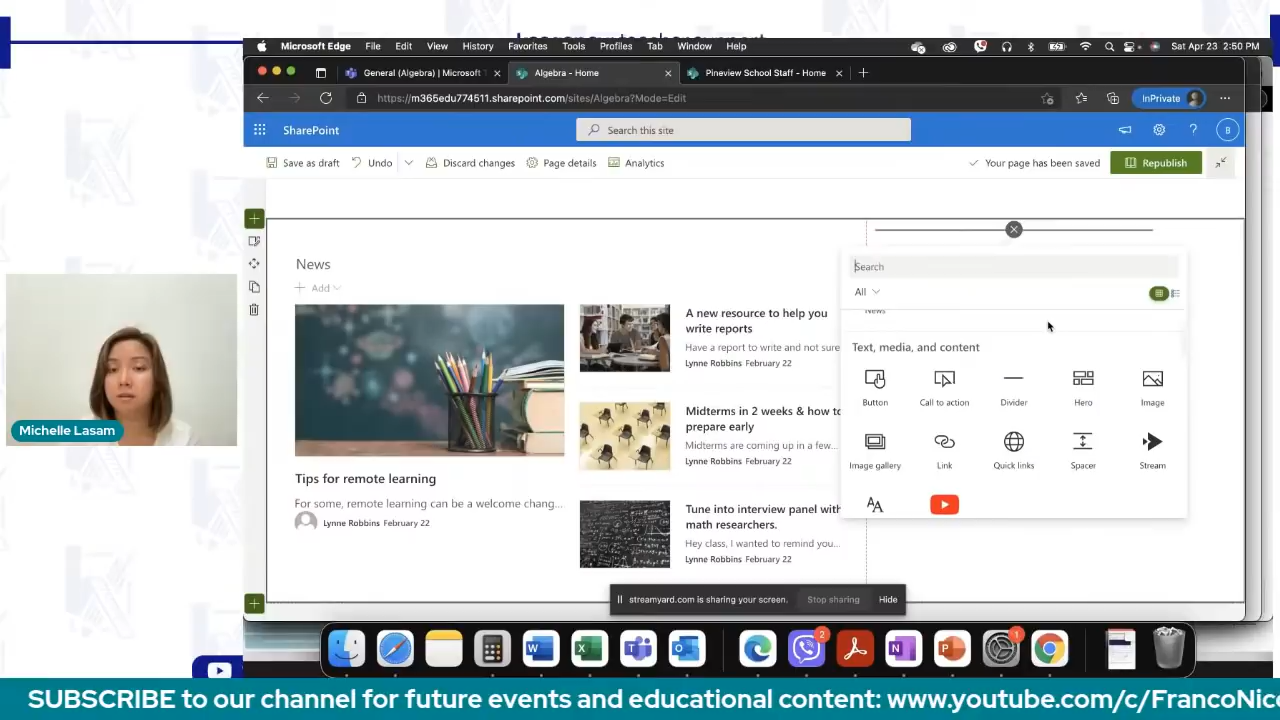 Microsoft Edge File Edit View History Favorites Tools Profiles Tab Window Help
Sat Apr 23 2:50 PM
General (Algebra) | Microsoft T
Algebra - Home
Pineview School Staff - Home
https://m365edu774511.sharepoint.com/sites/Algebra?Mode=Edit
InPrivate
SharePoint
Search this site
B
Save as draft
Undo
Discard changes
Page details
Analytics
Your page has been saved
Republish
News
Add
Search
All
News
Text, media, and content
Button
Call to action
Divider
Hero
Image
Image gallery
Link
Quick links
Spacer
Stream
A new resource to help you
write reports
Have a report to write and not sure
Lynne Robbins February 22
Midterms in 2 weeks & how to
prepare early
Midterms are coming up in a few...
Lynne Robbins February 22
Tune into interview panel with
math researchers.
Hey class, I wanted to remind you...
Lynne Robbins February 22
Tips for remote learning
For some, remote learning can be a welcome chang...
Lynne Robbins February 22
Michelle Lasam
streamyard.com is sharing your screen.
Stop sharing
Hide
2
1
SUBSCRIBE to our channel for future events and educational content: www.youtube.com/c/FrancoNic